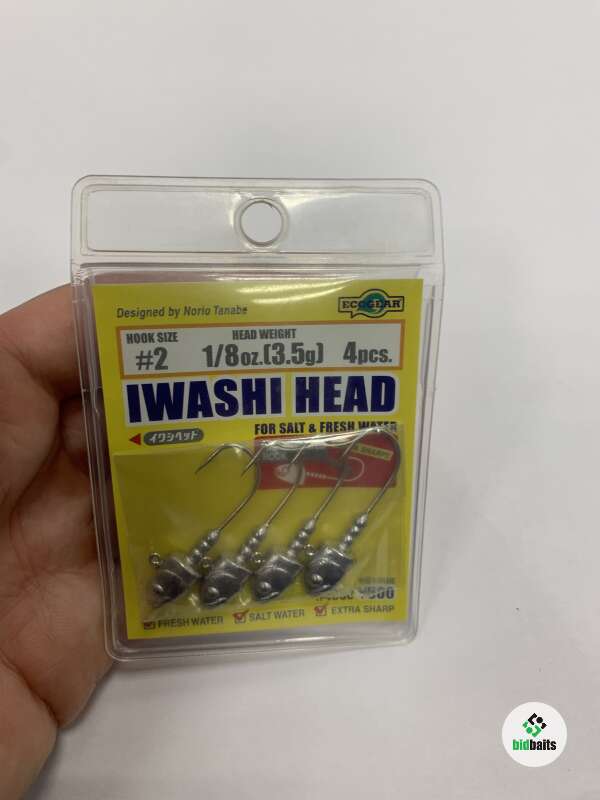 Designed by Norio Tanabe
ECOGEAR
HOOK SIZE
#2
HEAD WEIGHT
1/8oz.(3.5g)
4pcs.
IWASHI HEAD
FOR SALT & FRESH WATER
イワシヘッド
SHARP!
FRESH WATER
SALT WATER
EXTRA SHARP
bidbaits